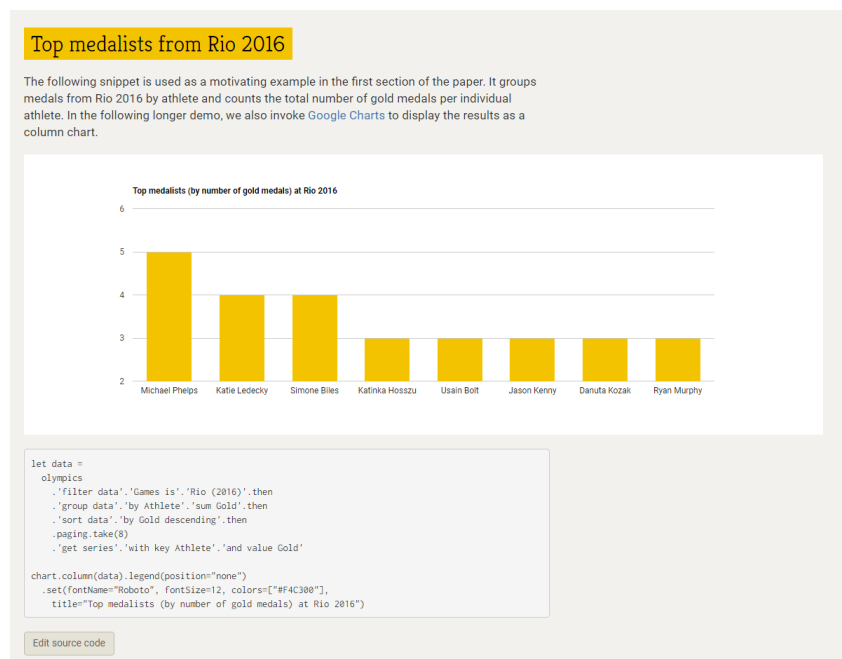 Top medalists from Rio 2016
The following snippet is used as a motivating example in the first section of the paper. It groups
medals from Rio 2016 by athlete and counts the total number of gold medals per individual
athlete. In the following longer demo, we also invoke Google Charts to display the results as a
column chart.
Top medalists (by number of gold medals) at Rio 2016
6
5
4
3
2
Michael Phelps Katie Ledecky Simone Biles Katinka Hosszu Usain Bolt Jason Kenny Danuta Kozak Ryan Murphy
let data =
  olympics
    .'filter data'.'Games is'.'Rio (2016)'.then
    .'group data'.'by Athlete'.'sum Gold'.then
    .'sort data'.'by Gold descending'.then
    .paging.take(8)
    .'get series'.'with key Athlete'.'and value Gold'
chart.column(data).legend(position="none")
  .set(fontName="Roboto", fontSize=12, colors=["#F4C300"],
    title="Top medalists (by number of gold medals) at Rio 2016")
Edit source code